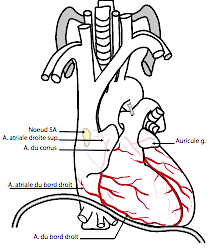 Noeud SA
A. atriale droite sup.
A. du conus
Auricule g.
A. atriale du bord droit
A. du bord droit